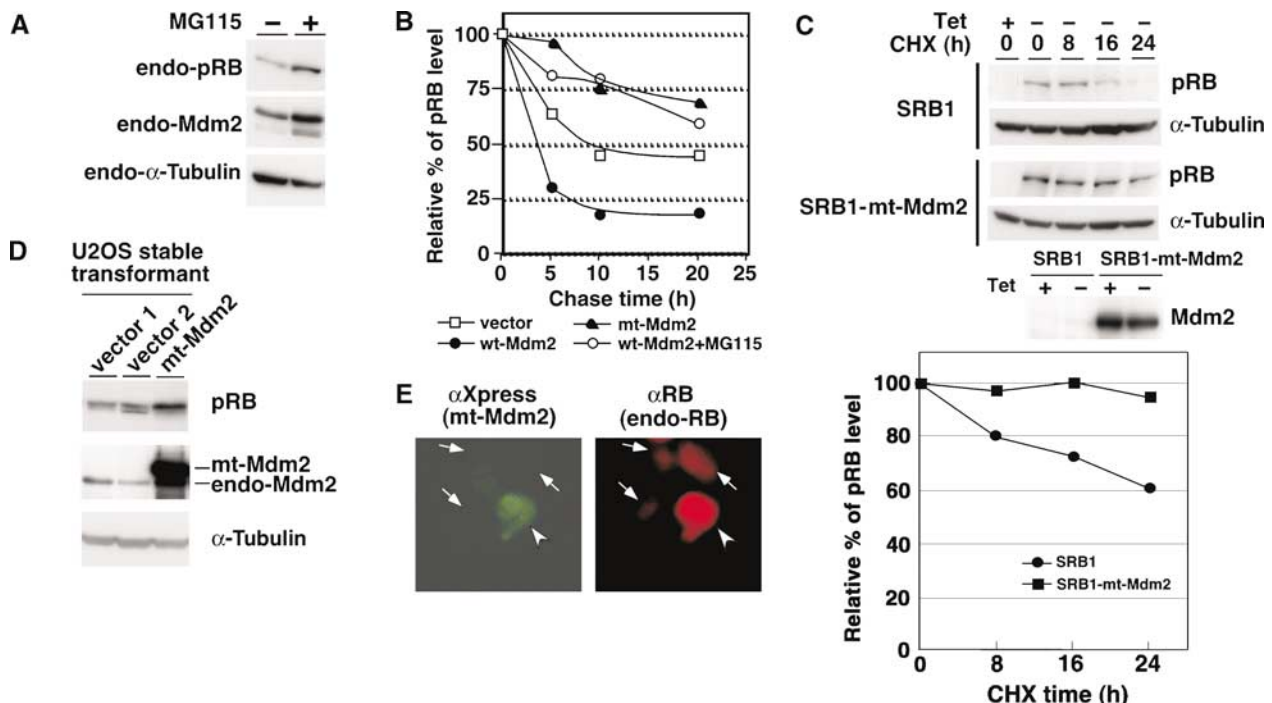 A
MG115 − +
endo-pRB
endo-Mdm2
endo-α-Tubulin
B
Relative % of pRB level
100
75
50
25
0
0 5 10 15 20 25
Chase time (h)
vector mt-Mdm2
wt-Mdm2 wt-Mdm2+MG115
C
Tet + − − − −
CHX (h) 0 0 8 16 24
SRB1
pRB
α-Tubulin
SRB1-mt-Mdm2
pRB
α-Tubulin
SRB1 SRB1-mt-Mdm2
Tet + − + −
Mdm2
Relative % of pRB level
100
80
60
40
20
0
0 8 16 24
CHX time (h)
SRB1
SRB1-mt-Mdm2
D
U2OS stable
transformant
vector 1
vector 2
mt-Mdm2
pRB
mt-Mdm2
endo-Mdm2
α-Tubulin
E
αXpress
(mt-Mdm2)
αRB
(endo-RB)